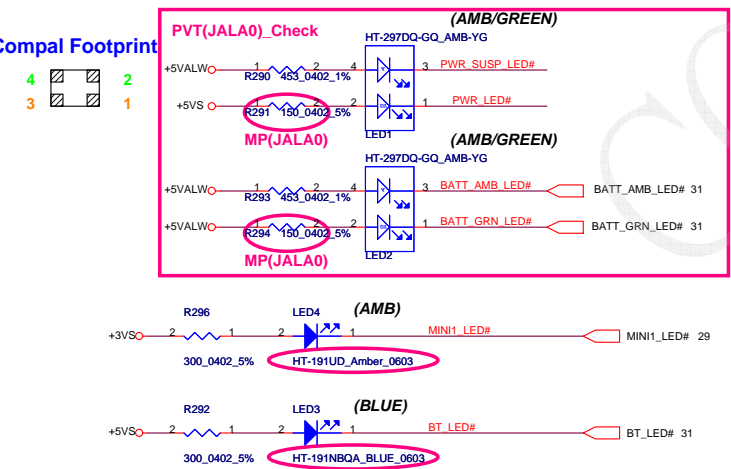 PVT(JALA0)_Check
(AMB/GREEN)
HT-297DQ-GQ_AMB-YG
Compal Footprint
4 2
3 1
+5VALW 1 2 4 3 PWR_SUSP_LED#
R290 453_0402_1%
+5VS 1 2 2 1 PWR_LED#
R291 150_0402_5%
LED1
MP(JALA0)
(AMB/GREEN)
HT-297DQ-GQ_AMB-YG
+5VALW 1 2 4 3 BATT_AMB_LED# BATT_AMB_LED# 31
R293 453_0402_1%
+5VALW 1 2 2 1 BATT_GRN_LED# BATT_GRN_LED# 31
R294 150_0402_5%
LED2
MP(JALA0)
R296 LED4 (AMB)
+3VS 2 1 2 1 MINI1_LED# MINI1_LED# 29
300_0402_5% HT-191UD_Amber_0603
R292 LED3 (BLUE)
+5VS 2 1 2 1 BT_LED# BT_LED# 31
300_0402_5% HT-191NBQA_BLUE_0603